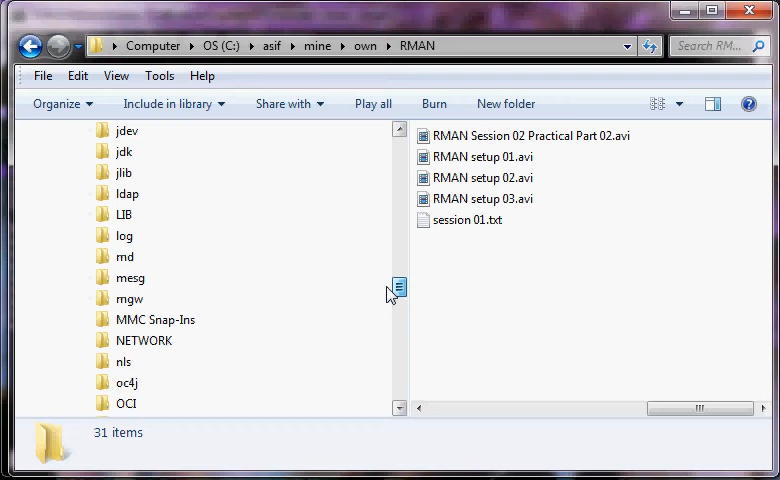 Computer OS (C:) asif mine own RMAN Search RM...
File Edit View Tools Help
Organize Include in library Share with Play all Burn New folder
jdev
jdk
jlib
ldap
LIB
log
md
mesg
mgw
MMC Snap-Ins
NETWORK
nls
oc4j
OCI
RMAN Session 02 Practical Part 02.avi
RMAN setup 01.avi
RMAN setup 02.avi
RMAN setup 03.avi
session 01.txt
31 items